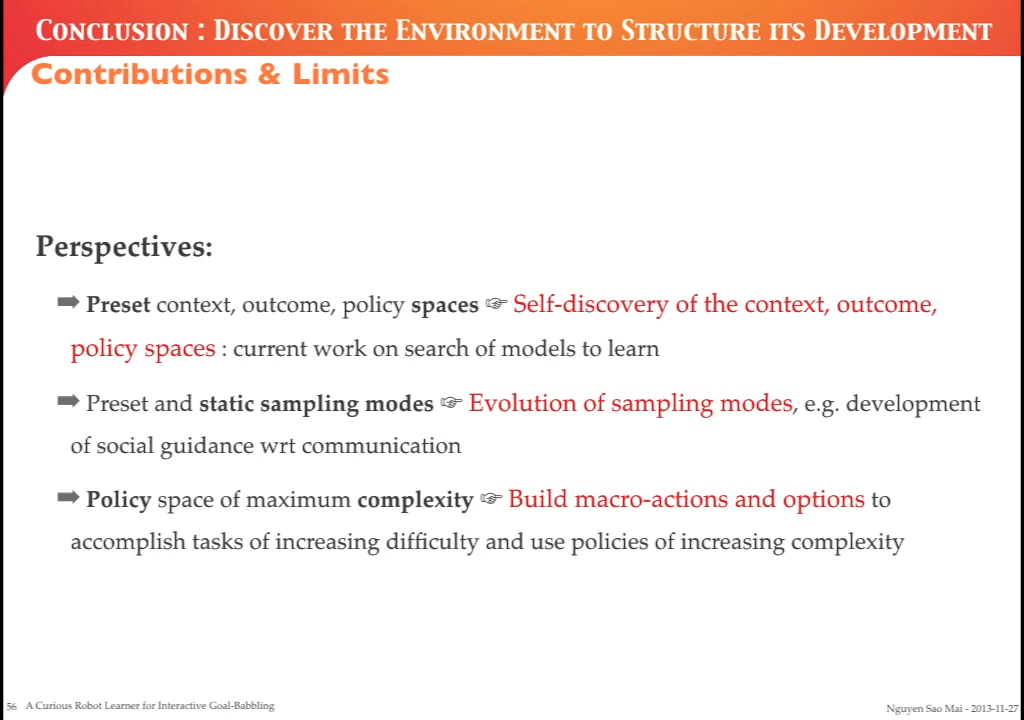 CONCLUSION : DISCOVER THE ENVIRONMENT TO STRUCTURE ITS DEVELOPMENT
Contributions & Limits
Perspectives:
➡ Preset context, outcome, policy spaces ☞ Self-discovery of the context, outcome,
policy spaces : current work on search of models to learn
➡ Preset and static sampling modes ☞ Evolution of sampling modes, e.g. development
of social guidance wrt communication
➡ Policy space of maximum complexity ☞ Build macro-actions and options to
accomplish tasks of increasing difficulty and use policies of increasing complexity
56 A Curious Robot Learner for Interactive Goal-Babbling
Nguyen Sao Mai - 2013-11-27